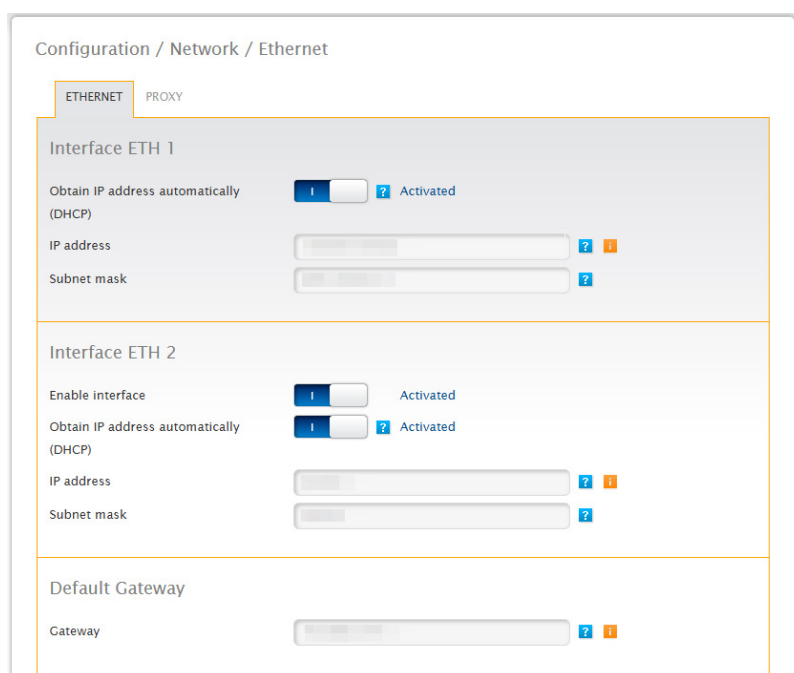 Configuration / Network / Ethernet
ETHERNET PROXY
Interface ETH 1
Obtain IP address automatically I ? Activated
(DHCP)
IP address ? i
Subnet mask ?
Interface ETH 2
Enable interface I Activated
Obtain IP address automatically I ? Activated
(DHCP)
IP address ? i
Subnet mask ?
Default Gateway
Gateway ? i